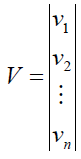 V = | v₁ |
| v₂ |
| ⋮ |
| vₙ |